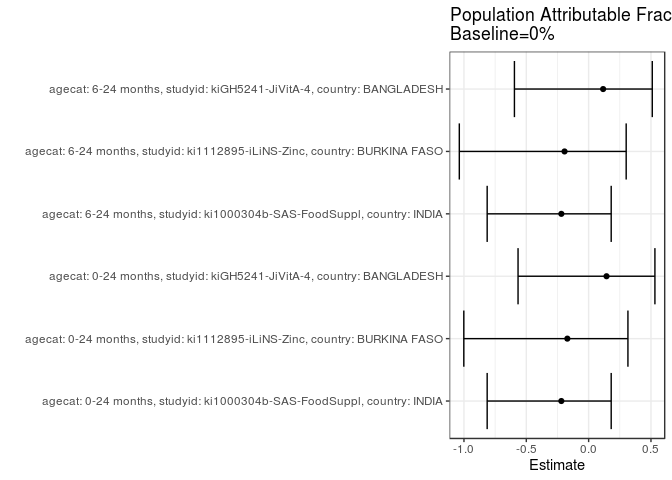 Population Attributable Frac
Baseline=0%
agecat: 6-24 months, studyid: kiGH5241-JiVitA-4, country: BANGLADESH
agecat: 6-24 months, studyid: ki1112895-iLiNS-Zinc, country: BURKINA FASO
agecat: 6-24 months, studyid: ki1000304b-SAS-FoodSuppl, country: INDIA
agecat: 0-24 months, studyid: kiGH5241-JiVitA-4, country: BANGLADESH
agecat: 0-24 months, studyid: ki1112895-iLiNS-Zinc, country: BURKINA FASO
agecat: 0-24 months, studyid: ki1000304b-SAS-FoodSuppl, country: INDIA
-1.0 -0.5 0.0 0.5
Estimate